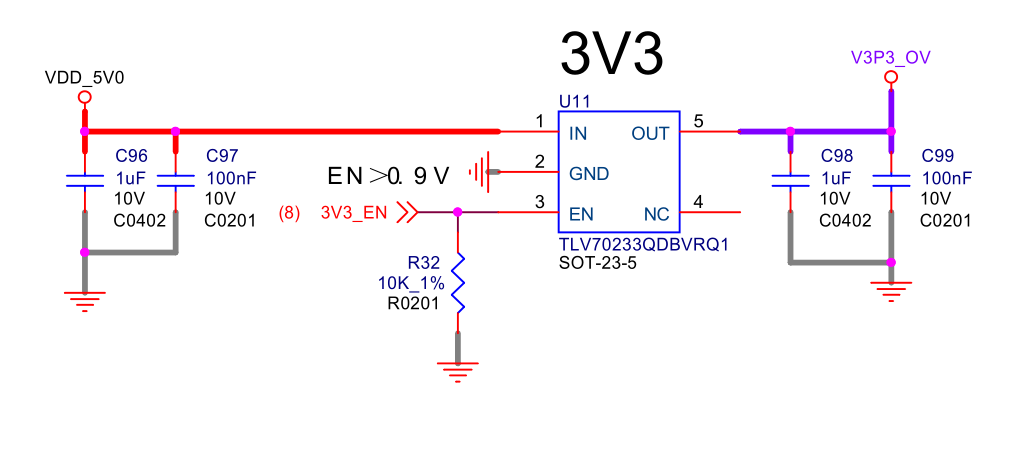 3V3
VDD_5V0
V3P3_OV
U11
1
IN
OUT
5
C96
1uF
10V
C0402
C97
100nF
10V
C0201
EN>0.9V
2
GND
(8)
3V3_EN
3
EN
NC
4
C98
1uF
10V
C0402
C99
100nF
10V
C0201
TLV70233QDBVRQ1
SOT-23-5
R32
10K_1%
R0201